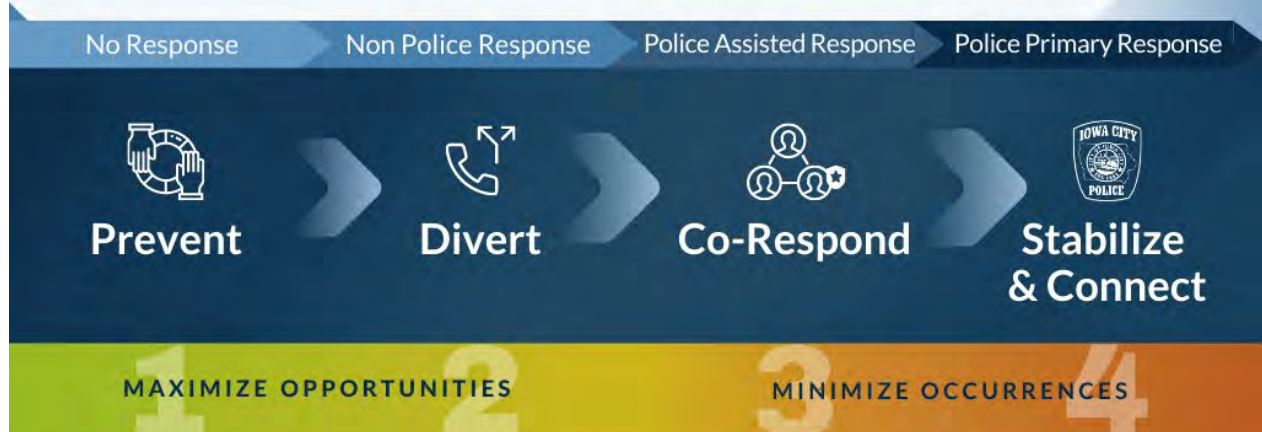 No Response
Non Police Response
Police Assisted Response
Police Primary Response
IOWA CITY
POLICE
Prevent
Divert
Co-Respond
Stabilize
& Connect
1
2
3
4
MAXIMIZE OPPORTUNITIES
MINIMIZE OCCURRENCES